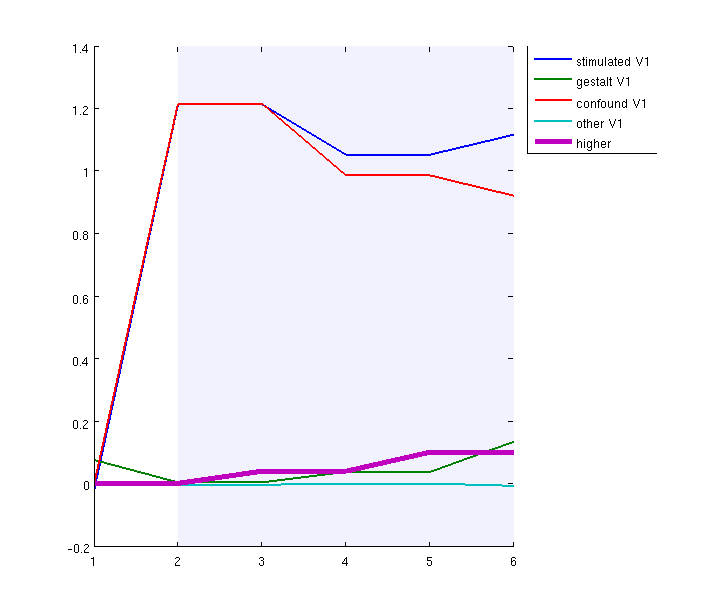 1.4
1.2
1
0.8
0.6
0.4
0.2
0
-0.2
1 2 3 4 5 6
stimulated V1
gestalt V1
confound V1
other V1
higher